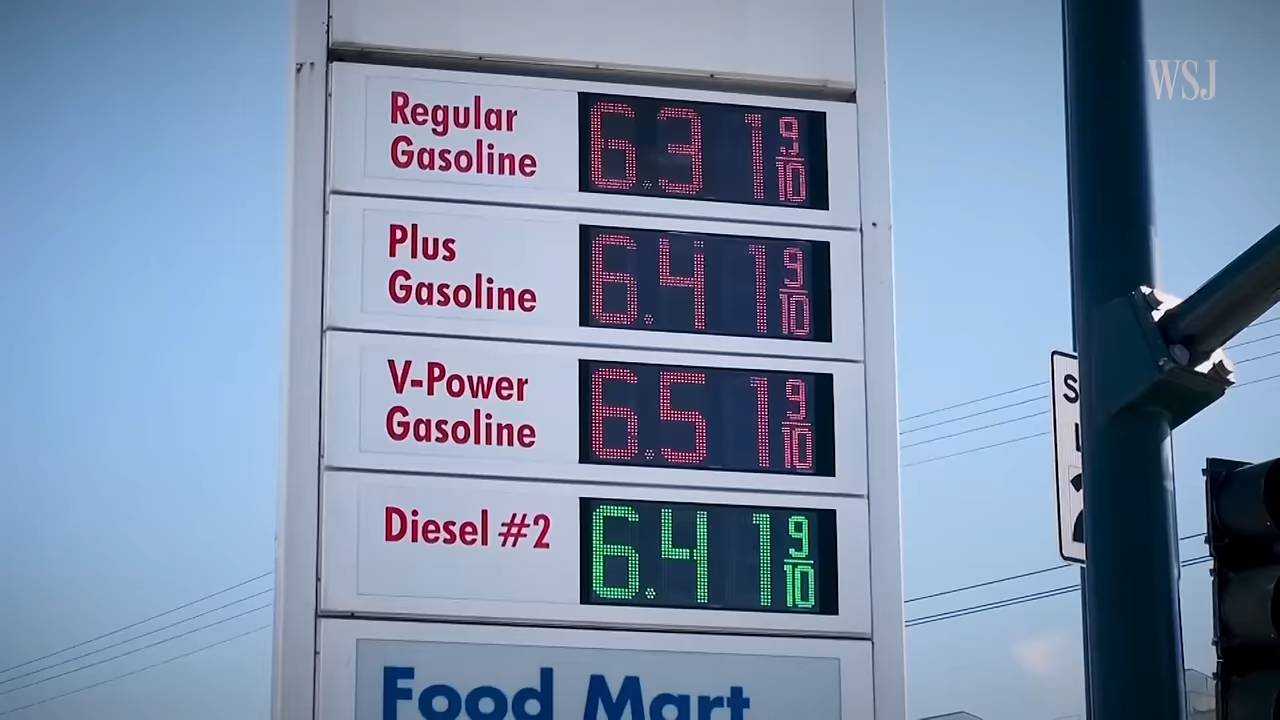 WSJ
Regular
Gasoline
6.31 9/10
Plus
Gasoline
6.41 9/10
V-Power
Gasoline
6.51 9/10
Diesel #2
6.41 9/10
Food Mart